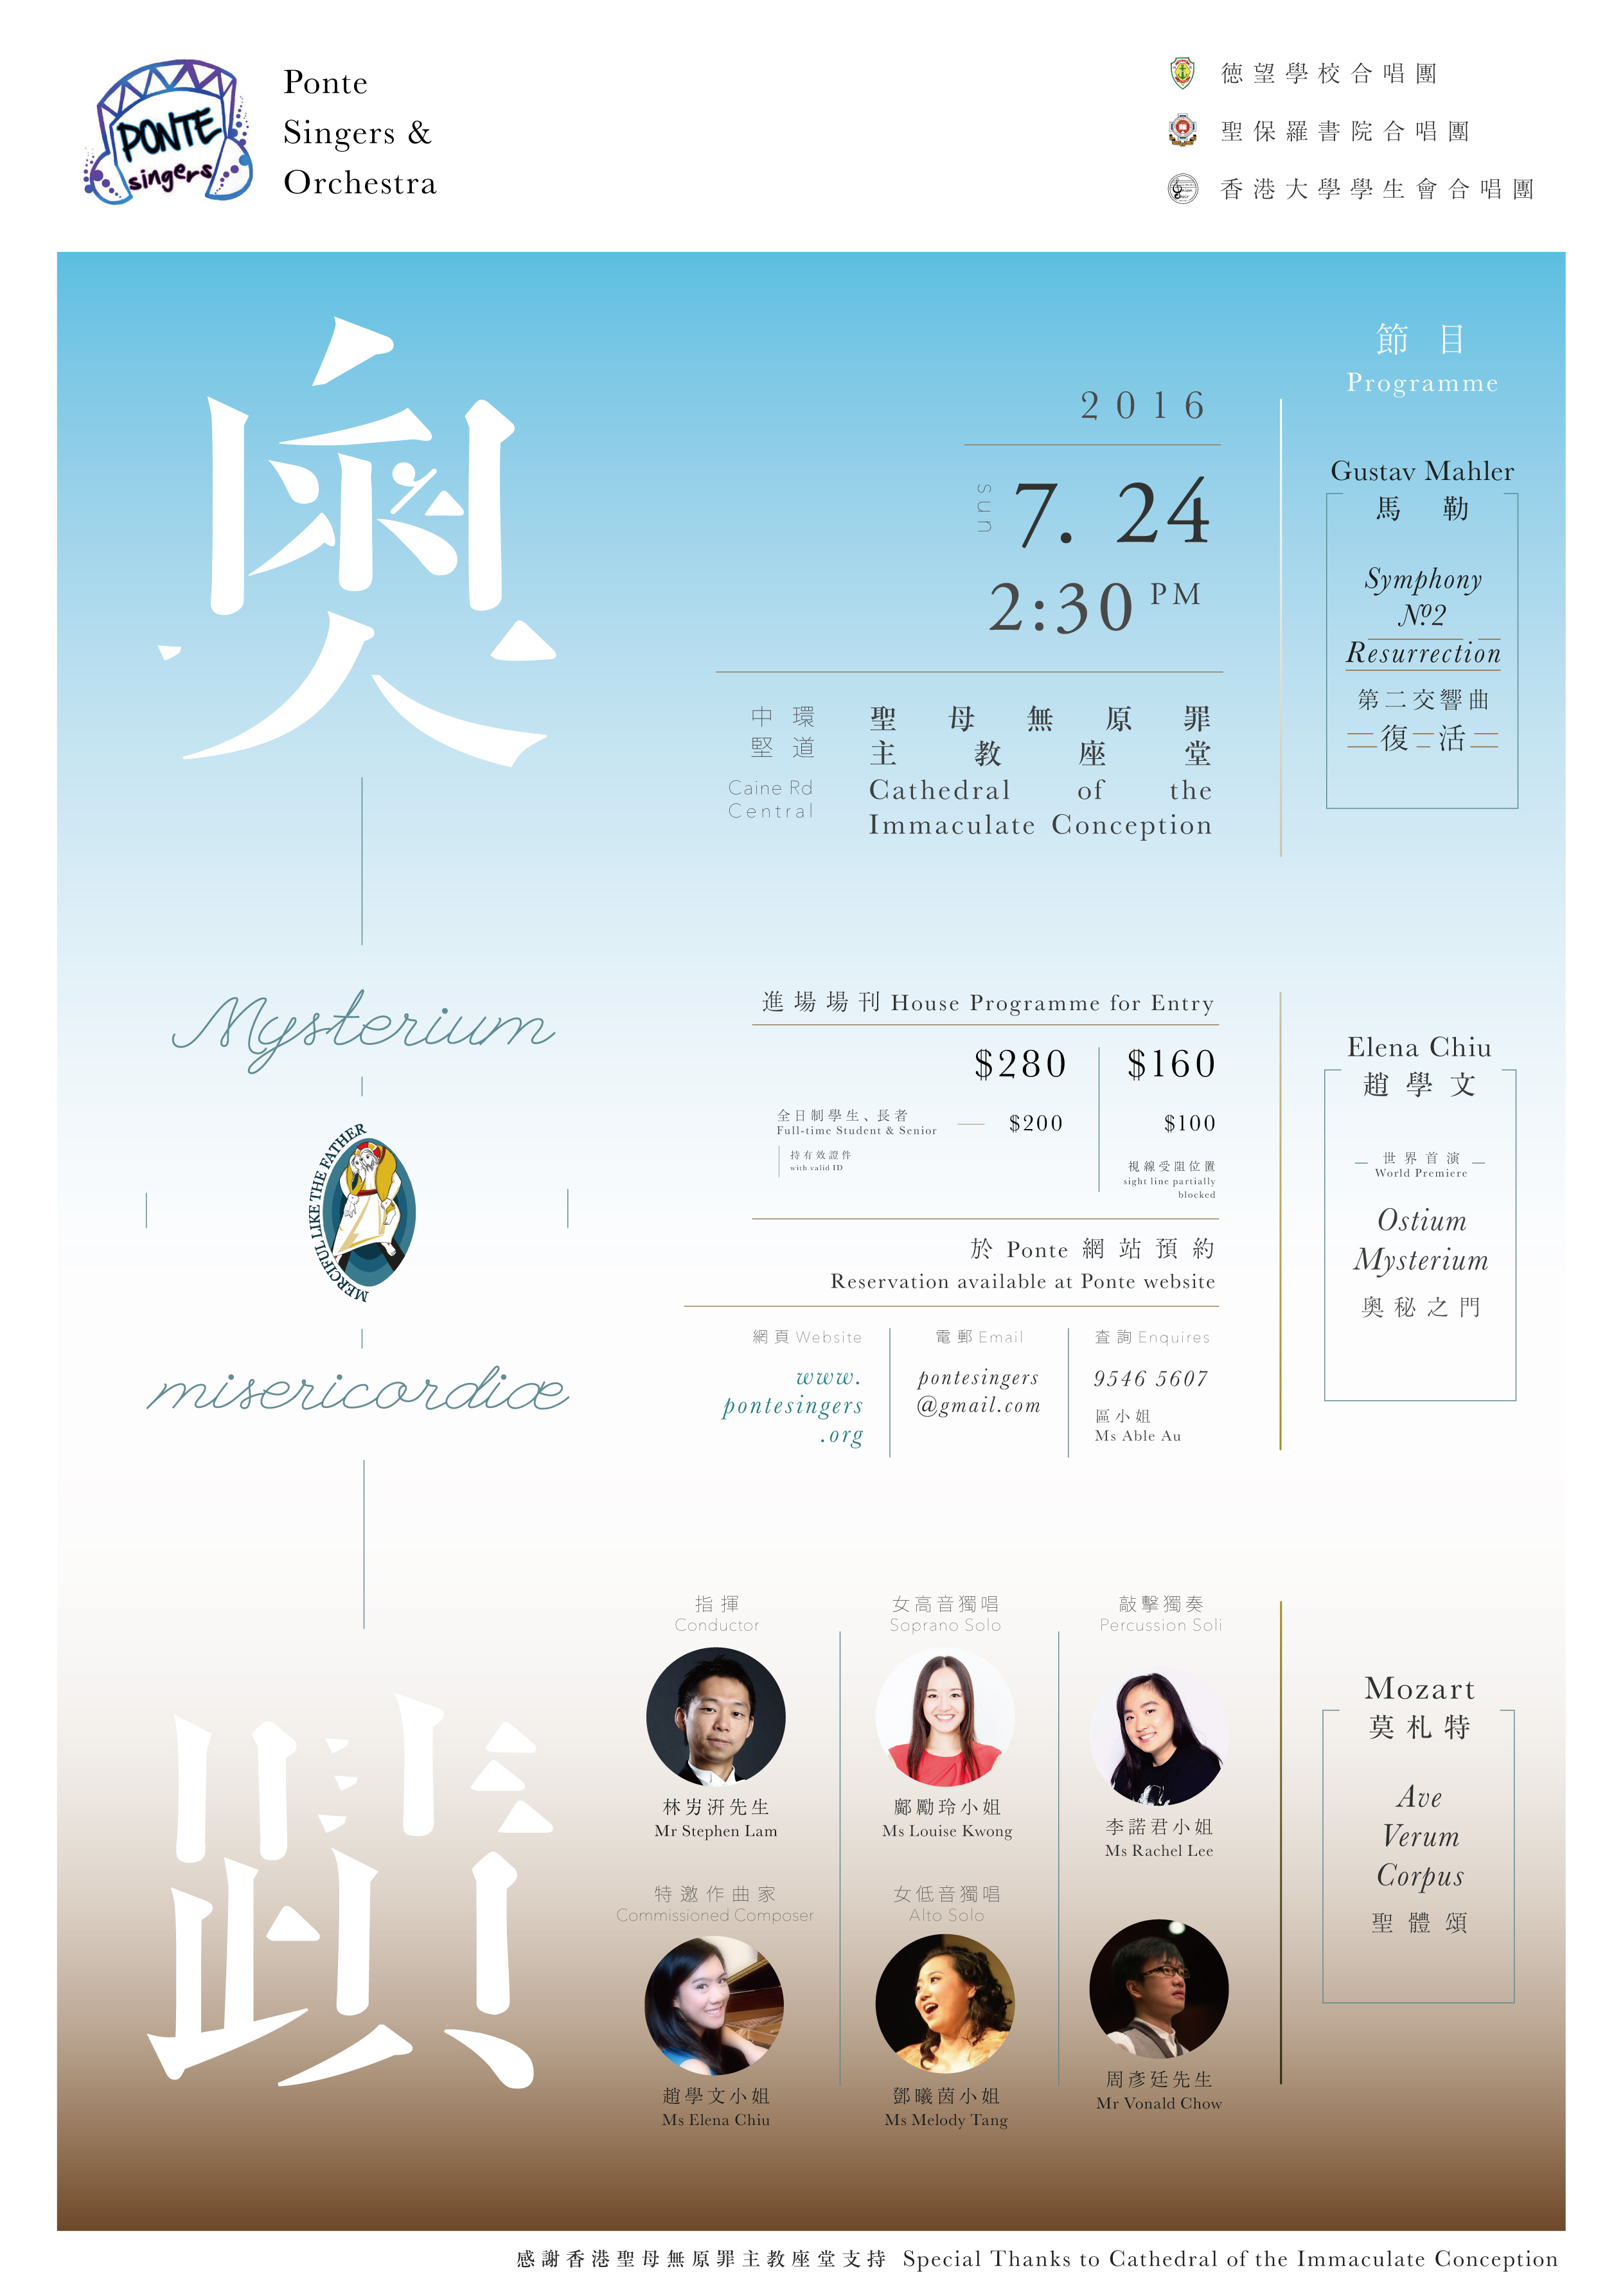 PONTE
singers
Ponte
Singers &
Orchestra
德望學校合唱團
聖保羅書院合唱團
香港大學學生會合唱團
奧
Mysterium
MERCIFUL LIKE THE FATHER
misericordiæ
蹟
2016
sun
7. 24
2:30 PM
中環
堅道
Caine Rd
Central
聖母無原罪
主教座堂
Cathedral of the
Immaculate Conception
節目
Programme
Gustav Mahler
馬勒
Symphony
№2
Resurrection
第二交響曲
復活
進場場刊 House Programme for Entry
$280
$160
全日制學生、長者
Full-time Student & Senior
$200
$100
持有效證件
with valid ID
視線受阻位置
sight line partially
blocked
於 Ponte 網站預約
Reservation available at Ponte website
網頁 Website
www.
pontesingers
.org
電郵 Email
pontesingers
@gmail.com
查詢 Enquires
9546 5607
區小姐
Ms Able Au
Elena Chiu
趙學文
世界首演
World Premiere
Ostium
Mysterium
奧秘之門
指揮
Conductor
林屴汧先生
Mr Stephen Lam
女高音獨唱
Soprano Solo
鄺勵玲小姐
Ms Louise Kwong
敲擊獨奏
Percussion Soli
李諾君小姐
Ms Rachel Lee
特邀作曲家
Commissioned Composer
趙學文小姐
Ms Elena Chiu
女低音獨唱
Alto Solo
鄧曦茵小姐
Ms Melody Tang
周彥廷先生
Mr Vonald Chow
Mozart
莫札特
Ave
Verum
Corpus
聖體頌
感謝香港聖母無原罪主教座堂支持 Special Thanks to Cathedral of the Immaculate Conception